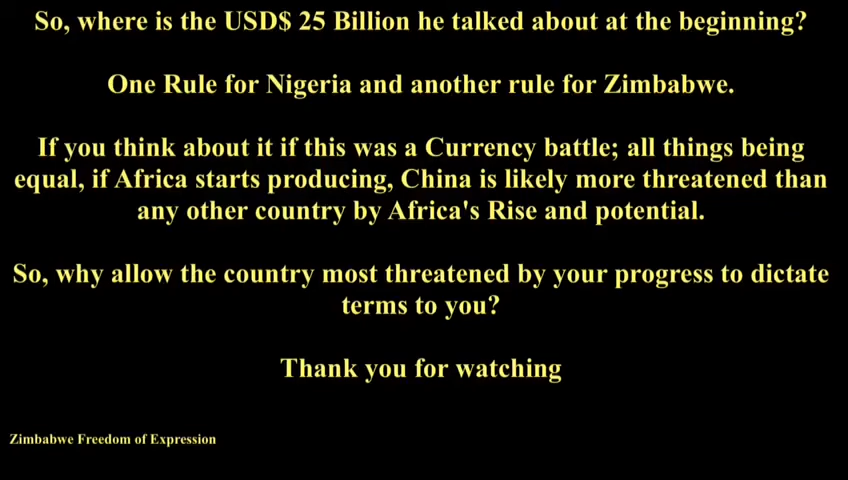 So, where is the USD$ 25 Billion he talked about at the beginning?
One Rule for Nigeria and another rule for Zimbabwe.
If you think about it if this was a Currency battle; all things being
equal, if Africa starts producing, China is likely more threatened than
any other country by Africa's Rise and potential.
So, why allow the country most threatened by your progress to dictate
terms to you?
Thank you for watching
Zimbabwe Freedom of Expression